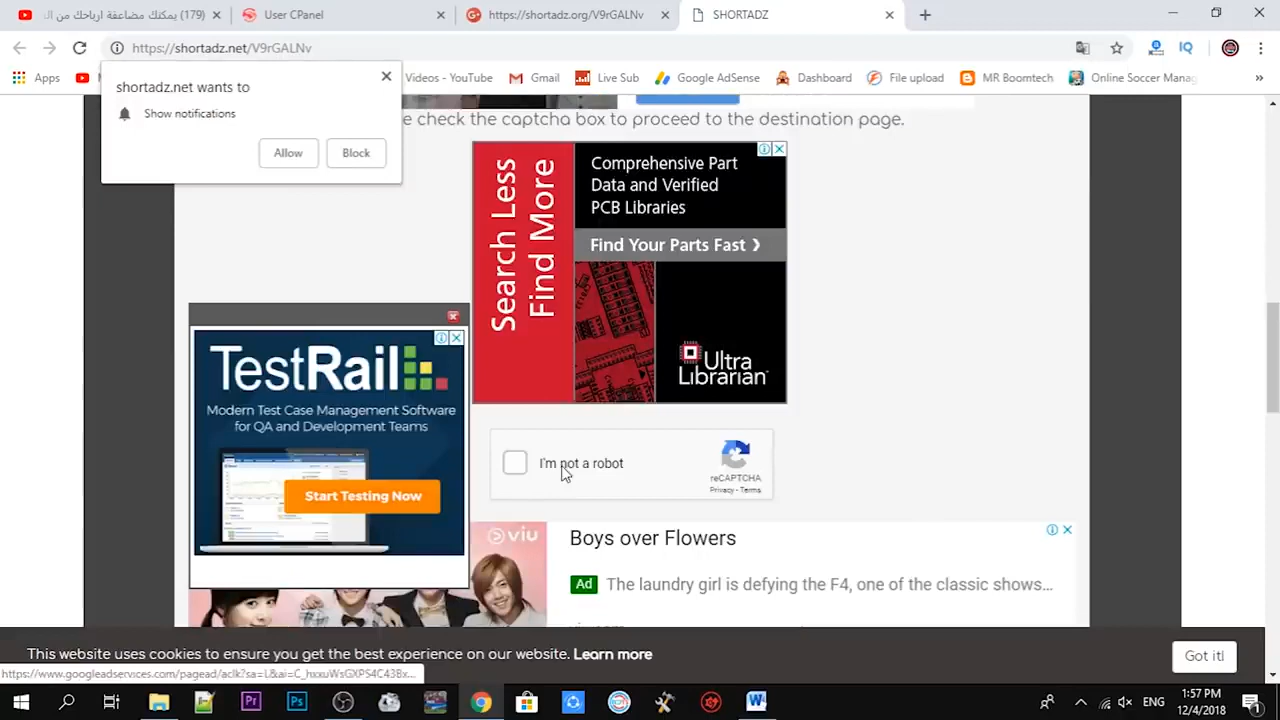 (179) يمكنك مضاعفة ارباحك من ال
User CPanel
https://shortadz.org/V9rGALNv
SHORTADZ
https://shortadz.net/V9rGALNv
Apps
Videos - YouTube
Gmail
Live Sub
Google AdSense
Dashboard
File upload
MR Boomtech
Online Soccer Manag
»
shortadz.net wants to
Show notifications
Allow
Block
e check the captcha box to proceed to the destination page.
Search Less
Find More
Comprehensive Part
Data and Verified
PCB Libraries
Find Your Parts Fast ❯
Ultra
Librarian
TestRail
Modern Test Case Management Software
for QA and Development Teams
Start Testing Now
I'm not a robot
reCAPTCHA
Privacy - Terms
viu
Boys over Flowers
Ad The laundry girl is defying the F4, one of the classic shows...
This website uses cookies to ensure you get the best experience on our website. Learn more
Got it!
Pr
Ps
ENG
1:57 PM
12/4/2018